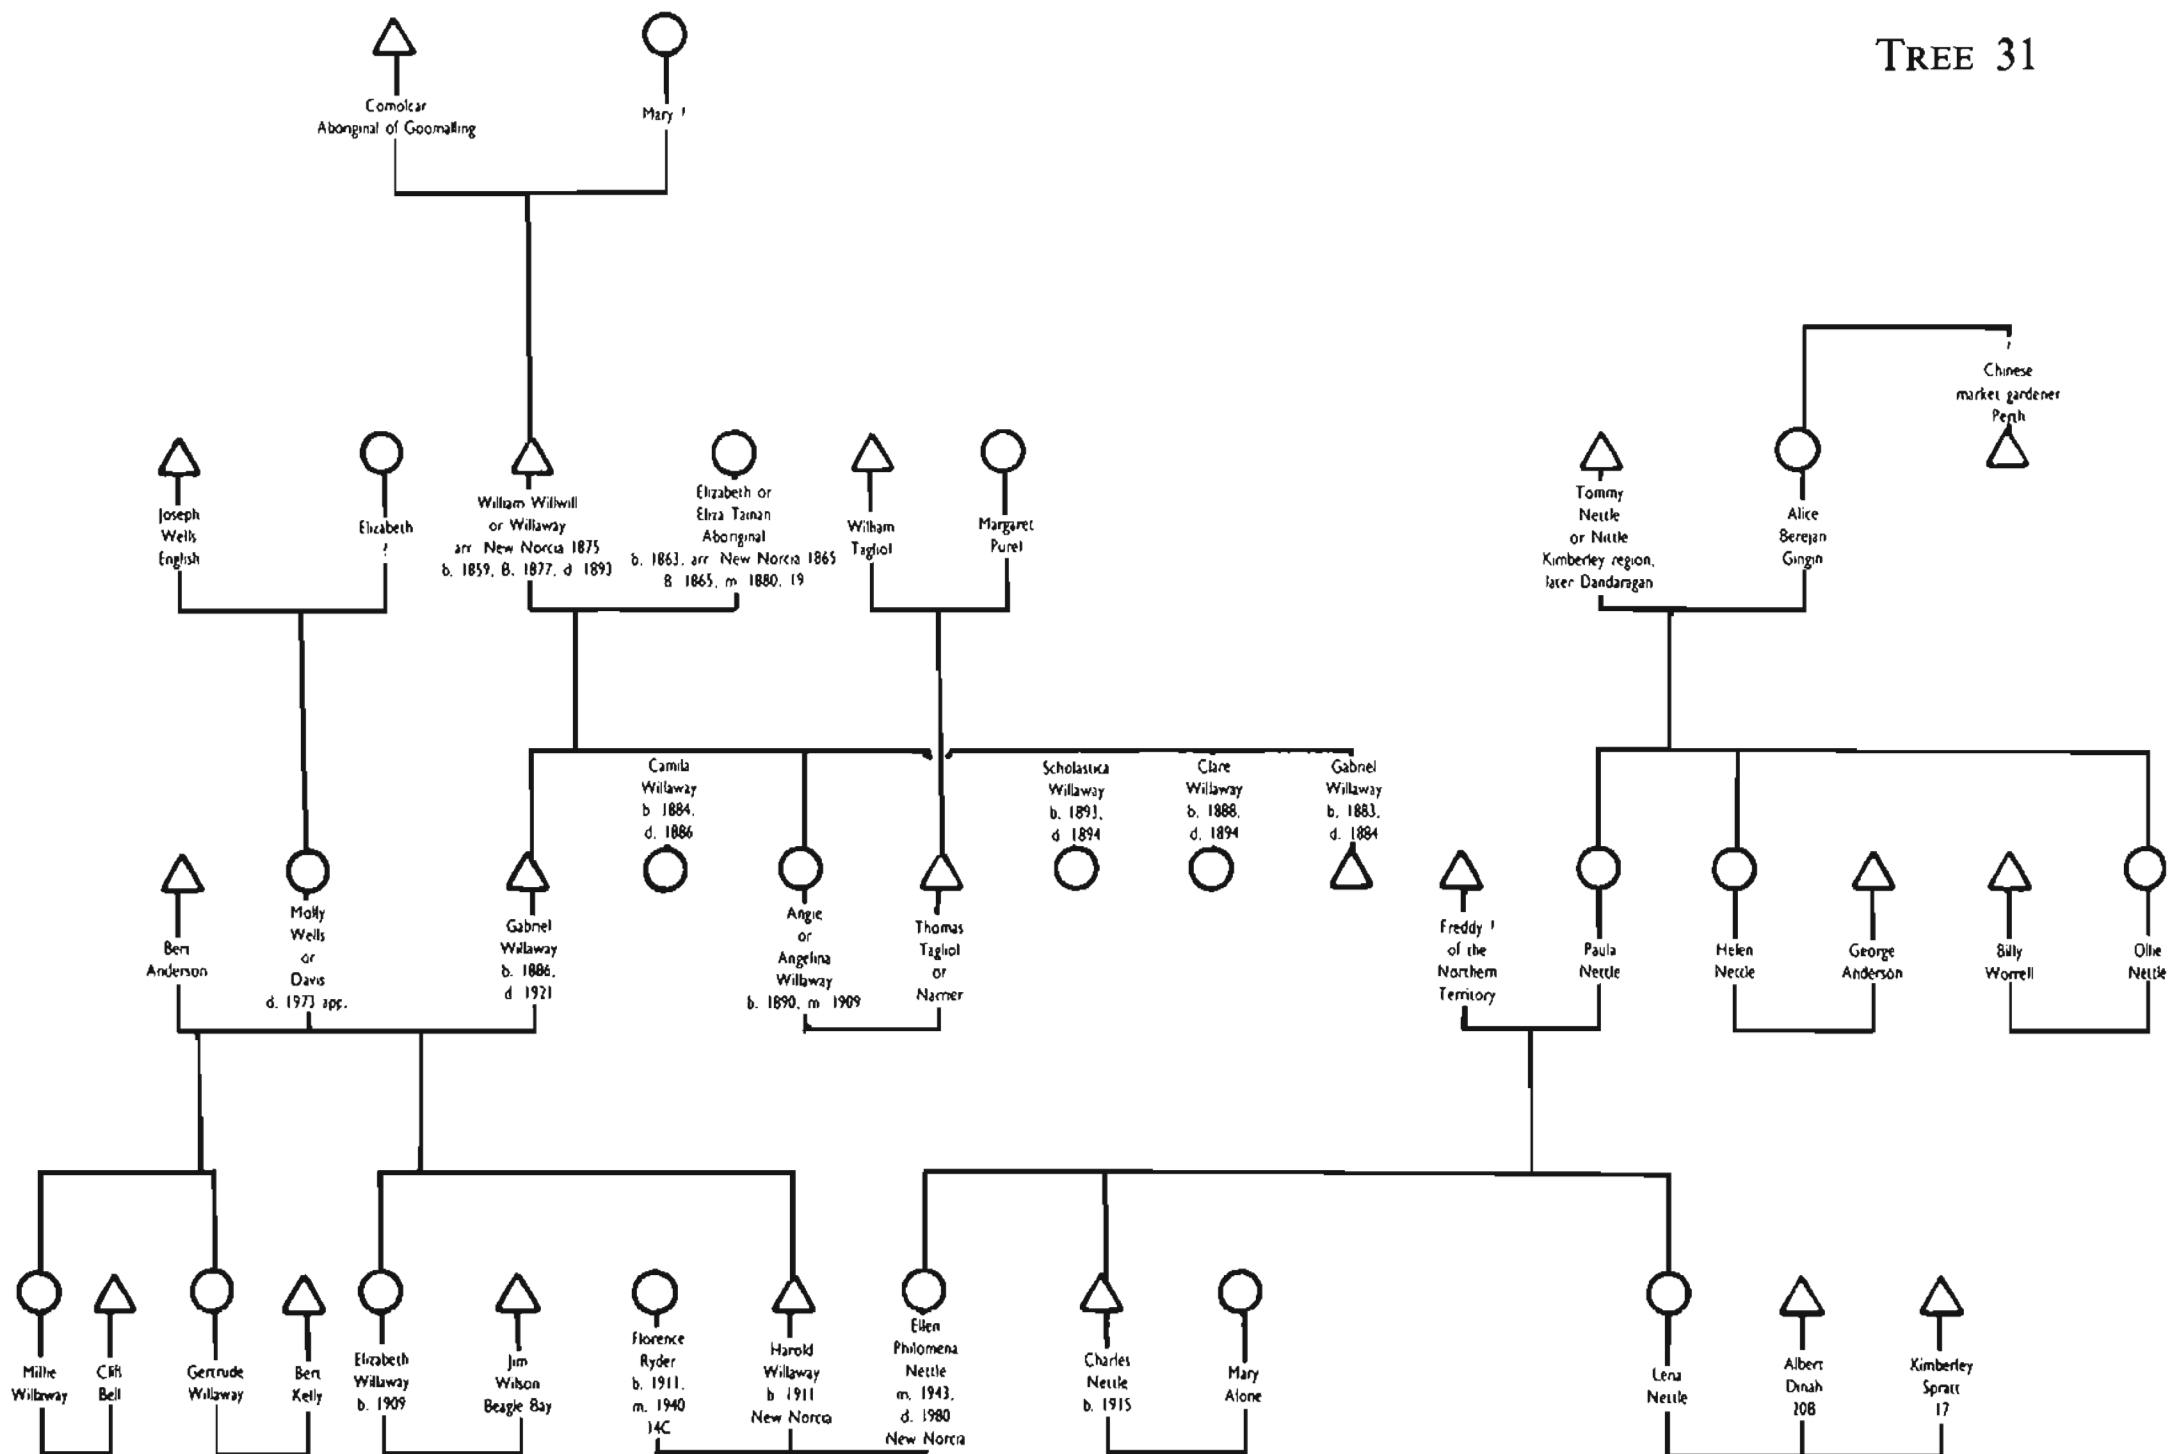 TREE 31
Comolcar
Aboriginal of Goomalling
Mary ?
Chinese
market gardener
Perth
Joseph
Wells
English
Elizabeth
?
William Willwill
or Willaway
arr. New Norcia 1875
b. 1859, B. 1877, d 1893
Elizabeth or
Eliza Tainan
Aboriginal
b. 1863, arr New Norcia 1865
B 1865, m 1880, 19
William
Tagliol
Margaret
Purel
Tommy
Nettle
or Nittle
Kimberley region,
later Dandaragan
Alice
Berejan
Gingin
Camilla
Willaway
b 1884,
d. 1886
Scholastica
Willaway
b. 1893,
d 1894
Clare
Willaway
b. 1888,
d. 1894
Gabriel
Willaway
b. 1883,
d. 1884
Bert
Anderson
Molly
Wells
or
Davis
d. 1973 app.
Gabriel
Willaway
b. 1886,
d 1921
Angie
or
Angelina
Willaway
b. 1890, m 1909
Thomas
Tagliol
or
Narrier
Freddy ?
of the
Northern
Territory
Paula
Nettle
Helen
Nettle
George
Anderson
Billy
Worrell
Ollie
Nettle
Millie
Willaway
Cliff
Bell
Gertrude
Willaway
Bert
Kelly
Elizabeth
Willaway
b. 1909
Jim
Wilson
Beagle Bay
Florence
Ryder
b. 1911,
m. 1940
14C
Harold
Willaway
b 1911
New Norcia
Ellen
Philomena
Nettle
m. 1943,
d. 1980
New Norcia
Charles
Nettle
b. 1915
Mary
Alone
Lena
Nettle
Albert
Dinah
20B
Kimberley
Spratt
17